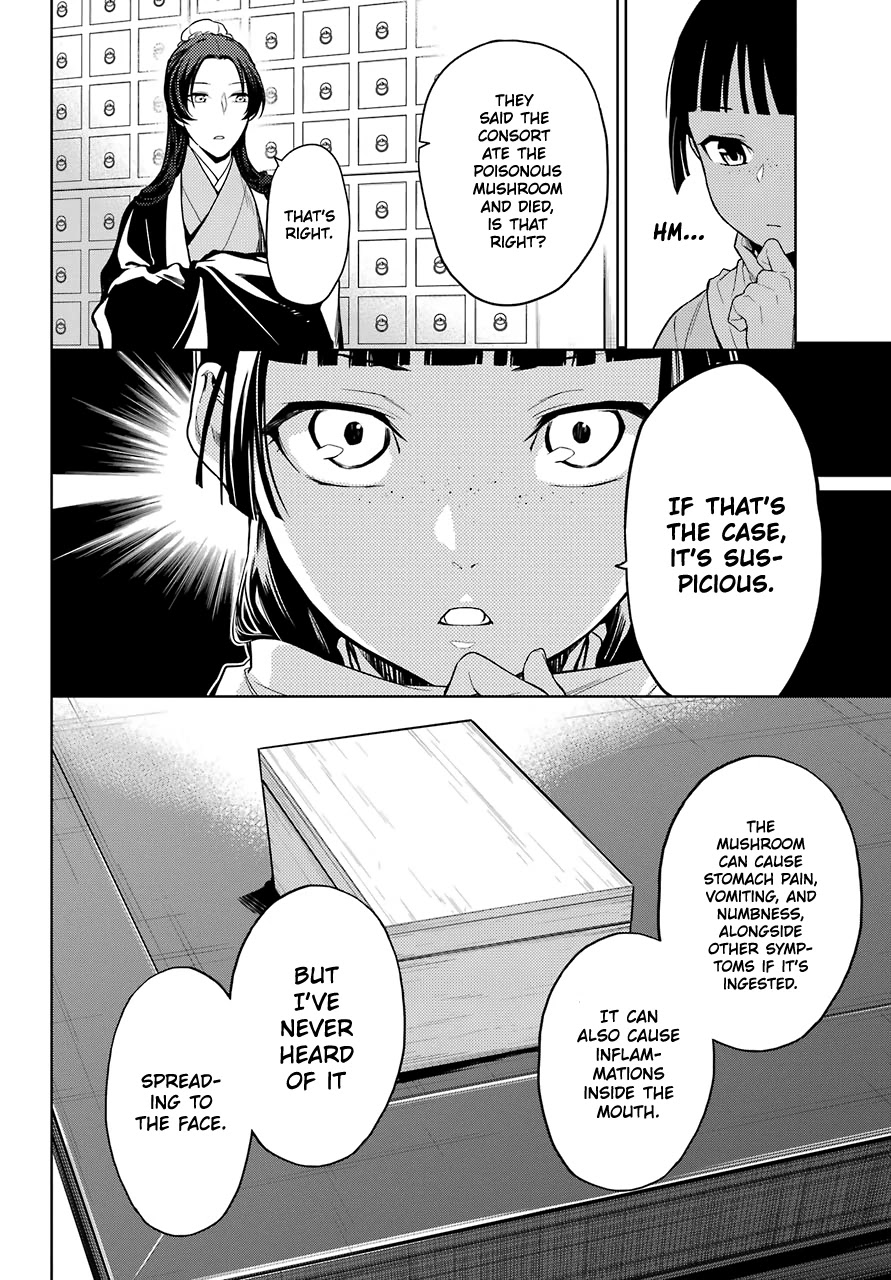 HM...
THEY
SAID THE
CONSORT
ATE THE
POISONOUS
MUSHROOM
AND DIED,
IS THAT
RIGHT?
THAT'S
RIGHT.
IF THAT'S
THE CASE,
IT'S SUS-
PICIOUS.
THE
MUSHROOM
CAN CAUSE
STOMACH PAIN,
VOMITING, AND
NUMBNESS,
ALONGSIDE
OTHER SYMP-
TOMS IF IT'S
INGESTED.
IT CAN
ALSO CAUSE
INFLAM-
MATIONS
INSIDE THE
MOUTH.
BUT
I'VE
NEVER
HEARD
OF IT
SPREAD-
ING TO
THE FACE.